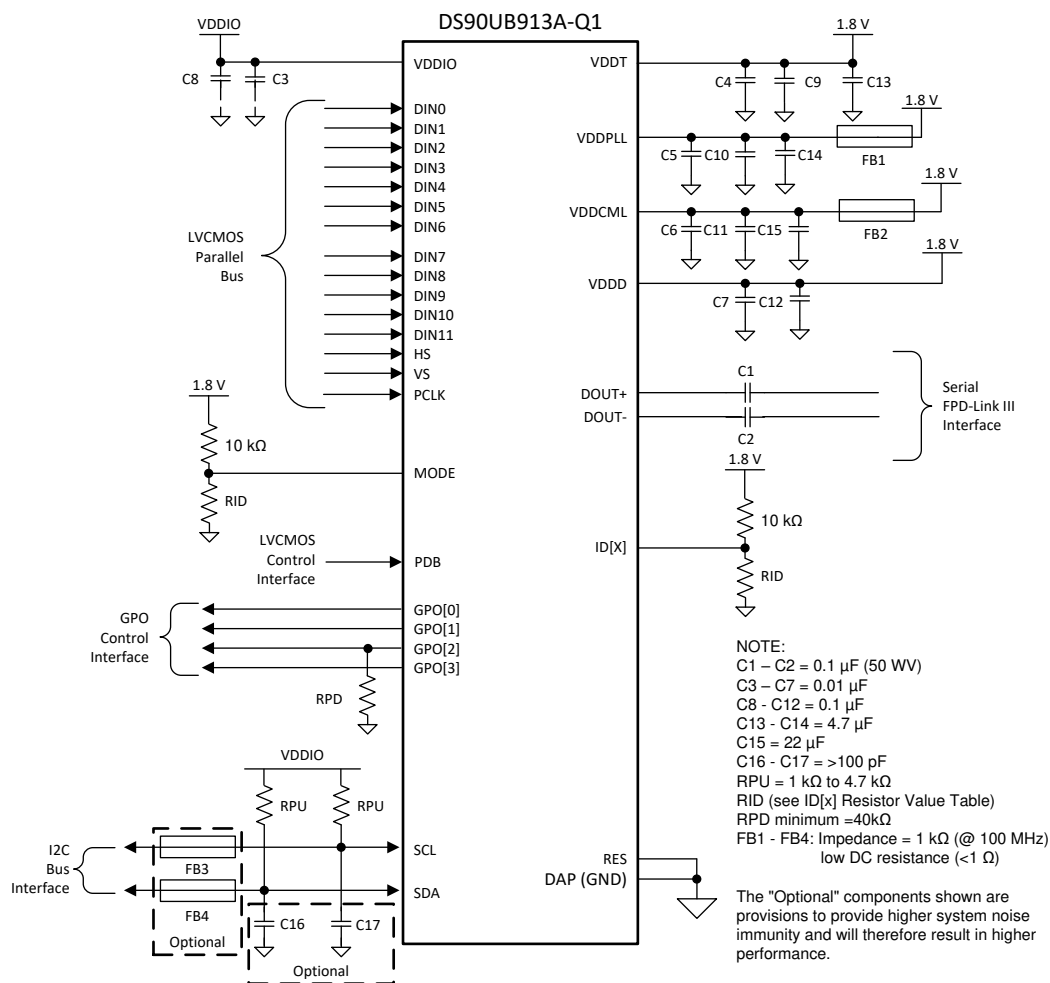 DS90UB913A-Q1
VDDIO
VDDIO
C8
C3
DIN0
DIN1
DIN2
DIN3
DIN4
DIN5
DIN6
DIN7
DIN8
DIN9
DIN10
DIN11
HS
VS
PCLK
LVCMOS
Parallel
Bus
1.8 V
10 kΩ
MODE
RID
LVCMOS
Control
Interface
PDB
GPO[0]
GPO[1]
GPO[2]
GPO[3]
GPO
Control
Interface
RPD
VDDIO
RPU
RPU
I2C
Bus
Interface
FB3
FB4
Optional
SCL
SDA
C16
C17
Optional
1.8 V
VDDT
C4
C9
C13
1.8 V
VDDPLL
C5
C10
C14
FB1
1.8 V
VDDCML
C6
C11
C15
FB2
1.8 V
VDDD
C7
C12
C1
DOUT+
DOUT-
C2
Serial
FPD-Link III
Interface
1.8 V
10 kΩ
ID[X]
RID
RES
DAP (GND)
NOTE:
C1 – C2 = 0.1 µF (50 WV)
C3 – C7 = 0.01 µF
C8 - C12 = 0.1 µF
C13 - C14 = 4.7 µF
C15 = 22 µF
C16 - C17 = >100 pF
RPU = 1 kΩ to 4.7 kΩ
RID (see ID[x] Resistor Value Table)
RPD minimum =40kΩ
FB1 - FB4: Impedance = 1 kΩ (@ 100 MHz)
low DC resistance (<1 Ω)
The "Optional" components shown are
provisions to provide higher system noise
immunity and will therefore result in higher
performance.